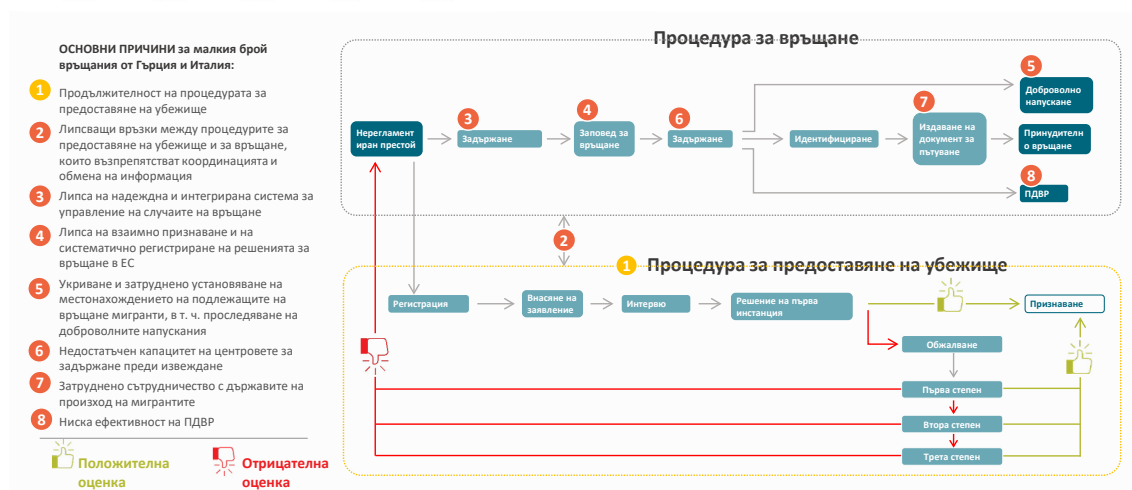 ОСНОВНИ ПРИЧИНИ за малкия брой
връщания от Гърция и Италия:
1 Продължителност на процедурата за
предоставяне на убежище
2 Липсващи връзки между процедурите за
предоставяне на убежище и за връщане,
които възпрепятстват координацията и
обмена на информация
3 Липса на надеждна и интегрирана система за
управление на случаите на връщане
4 Липса на взаимно признаване и на
систематично регистриране на решенията за
връщане в ЕС
5 Укриване и затруднено установяване на
местонахождението на подлежащите на
връщане мигранти, в т. ч. проследяване на
доброволните напускания
6 Недостатъчен капацитет на центровете за
задържане преди извеждане
7 Затруднено сътрудничество с държавите на
произход на мигрантите
8 Ниска ефективност на ПДВР
Положителна
оценка
Отрицателна
оценка
Процедура за връщане
Нерегламент
иран престой
3
Задържане
4
Заповед за
връщане
6
Задържане
Идентифициране
7
Издаване на
документ за
пътуване
5
Доброволно
напускане
Принудителн
о връщане
8
ПДВР
2
1 Процедура за предоставяне на убежище
Регистрация
Внасяне на
заявление
Интервю
Решение на първа
инстанция
Признаване
Обжалване
Първа степен
Втора степен
Трета степен